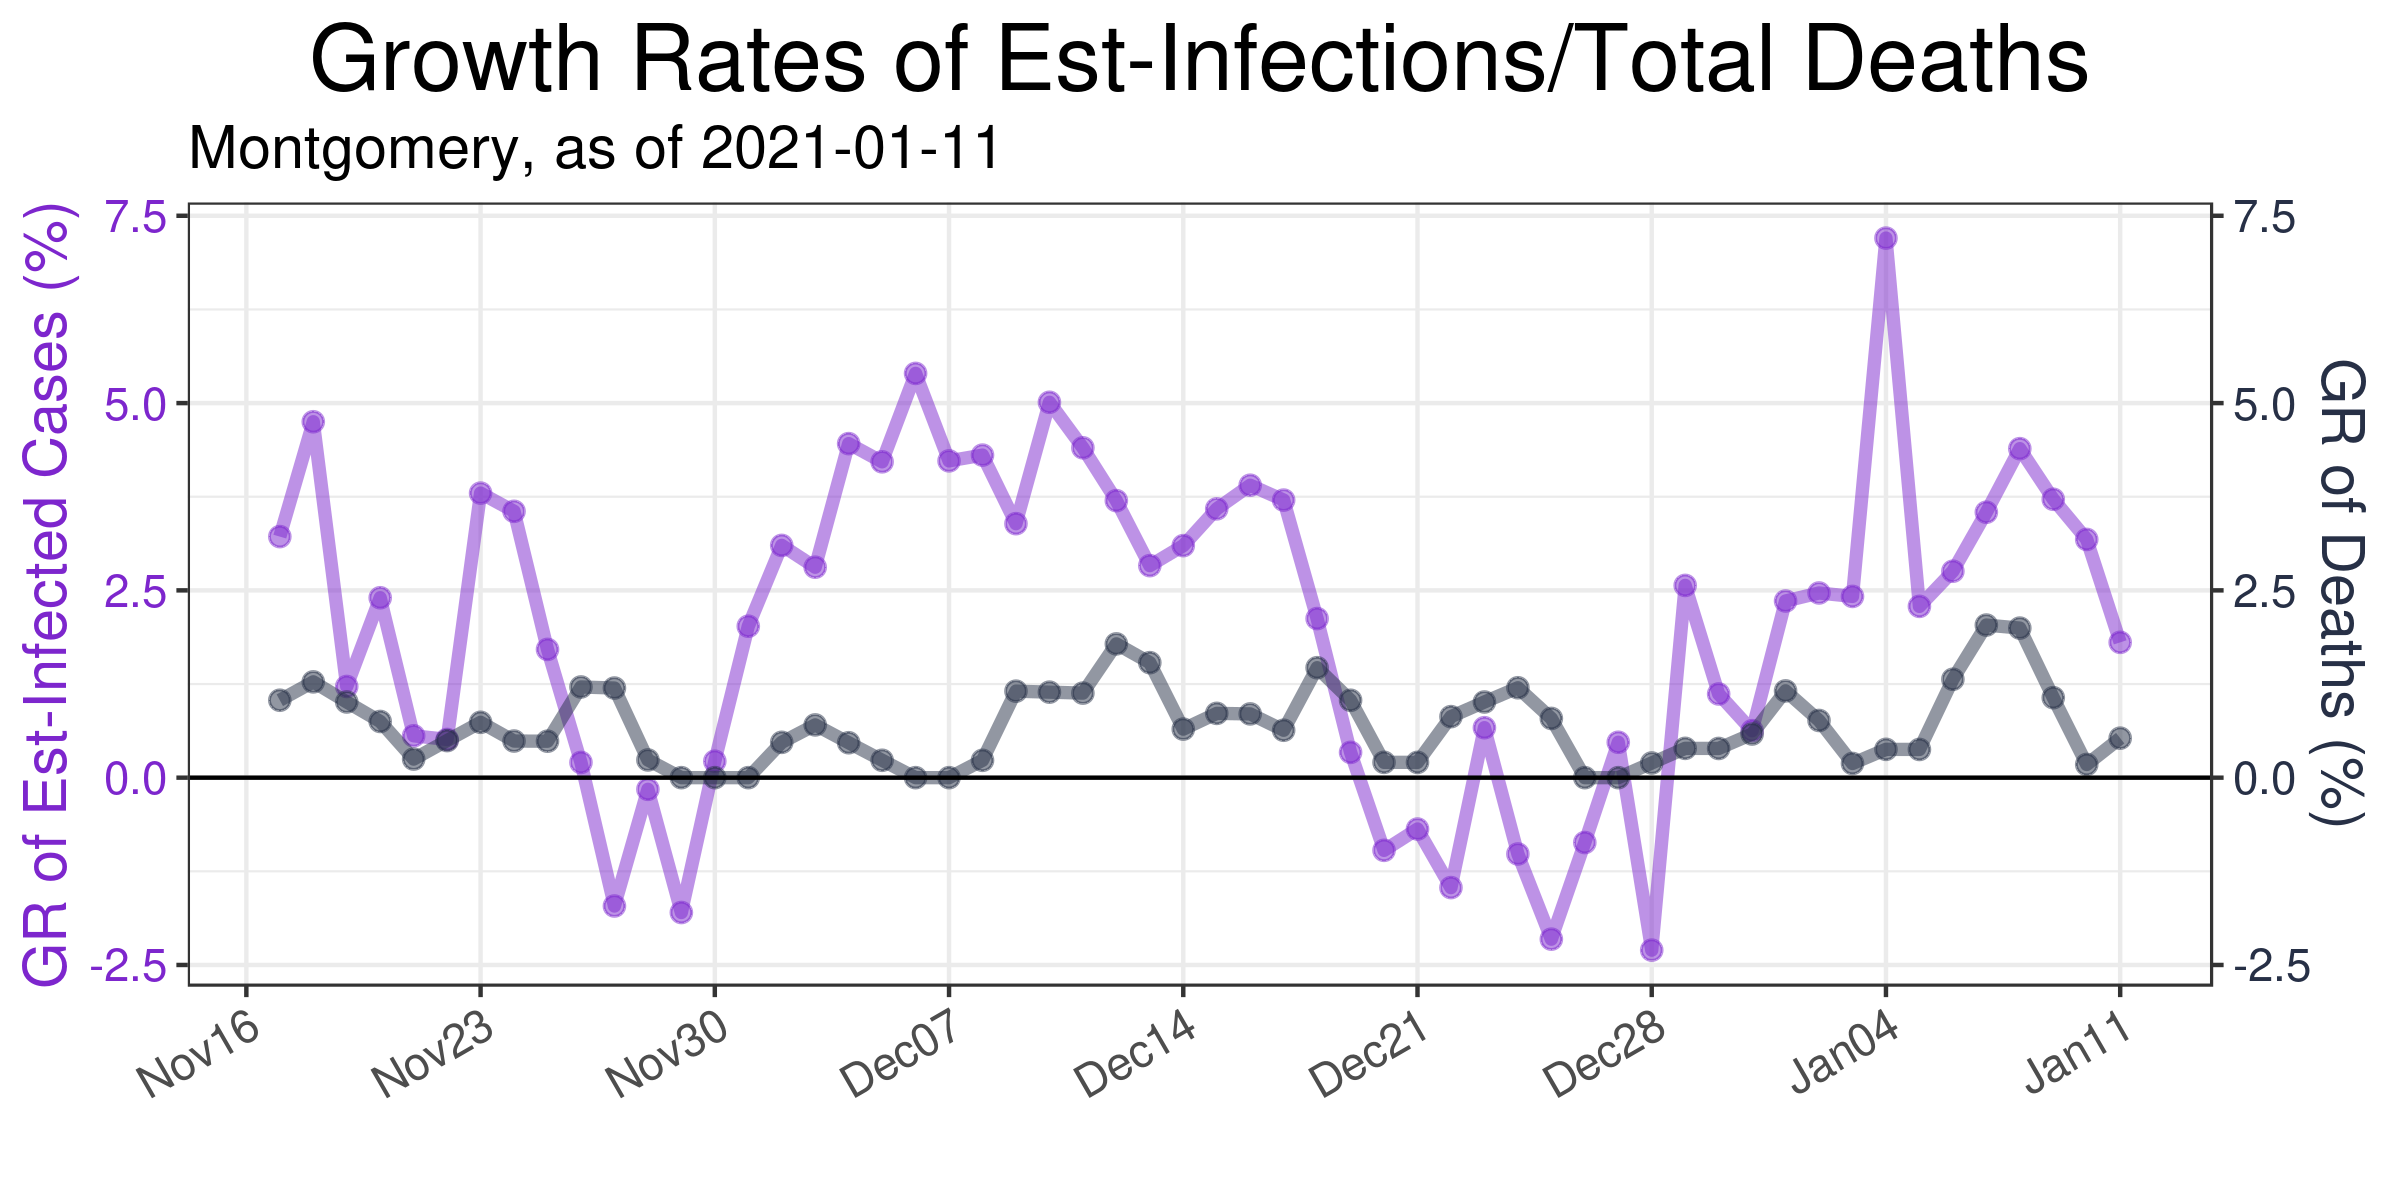 Growth Rates of Est-Infections/Total Deaths
Montgomery, as of 2021-01-11
GR of Est-Infected Cases (%)
7.5
5.0
2.5
0.0
-2.5
7.5
5.0
2.5
0.0
-2.5
GR of Deaths (%)
Nov16
Nov23
Nov30
Dec07
Dec14
Dec21
Dec28
Jan04
Jan11